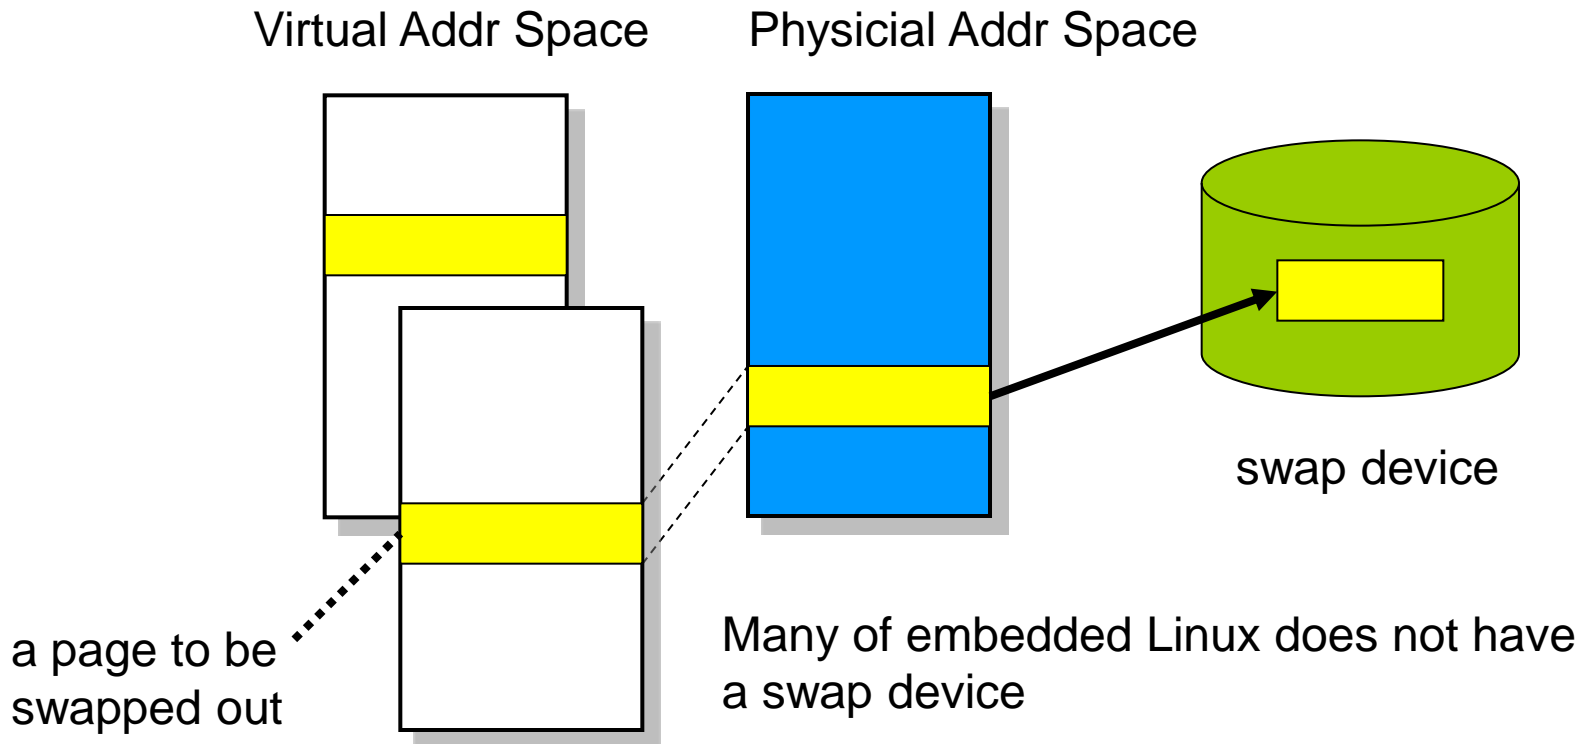 Virtual Addr Space
Physicial Addr Space
swap device
a page to be
swapped out
Many of embedded Linux does not have
a swap device